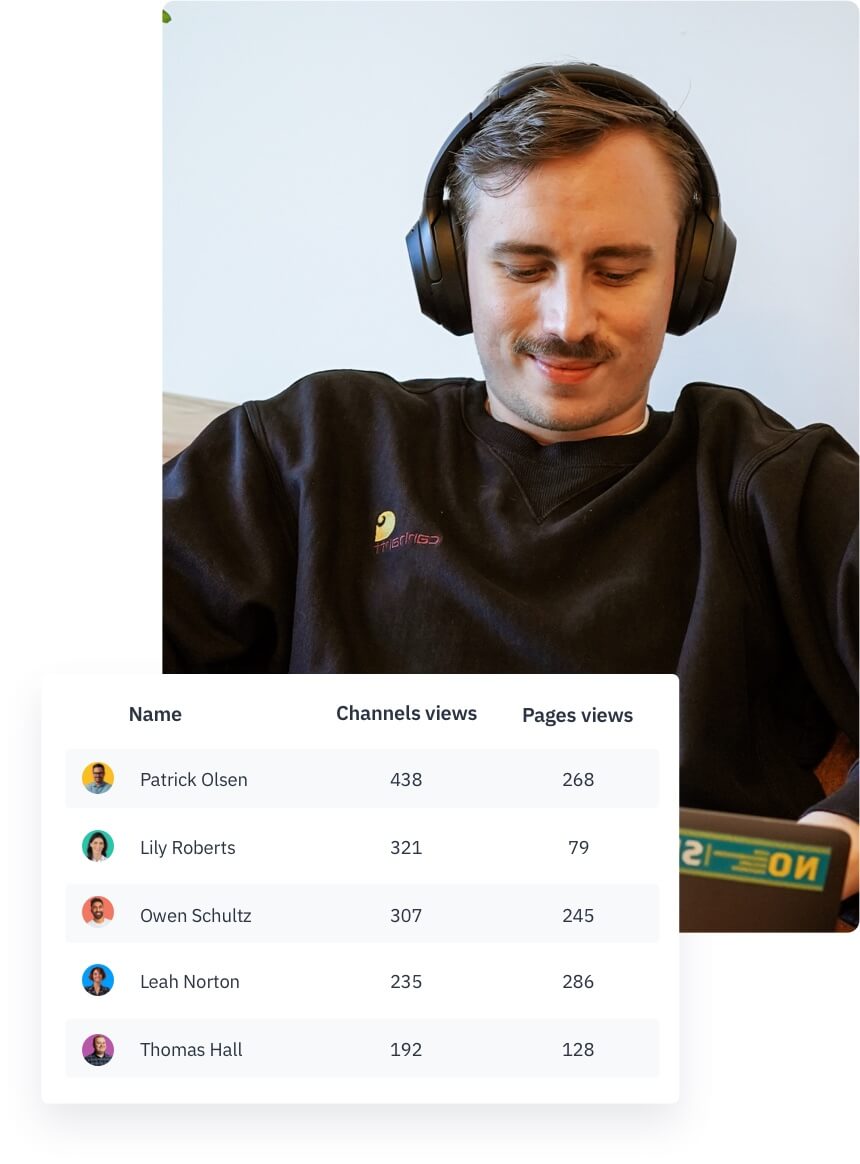 Name Channels views Pages views
Patrick Olsen 438 268
Lily Roberts 321 79
Owen Schultz 307 245
Leah Norton 235 286
Thomas Hall 192 128
NO